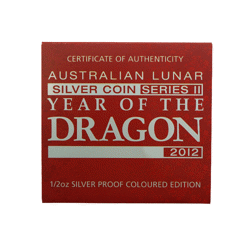 CERTIFICATE OF AUTHENTICITY
AUSTRALIAN LUNAR
SILVER COIN SERIES II
YEAR OF THE
DRAGON
2012
1/2oz SILVER PROOF COLOURED EDITION